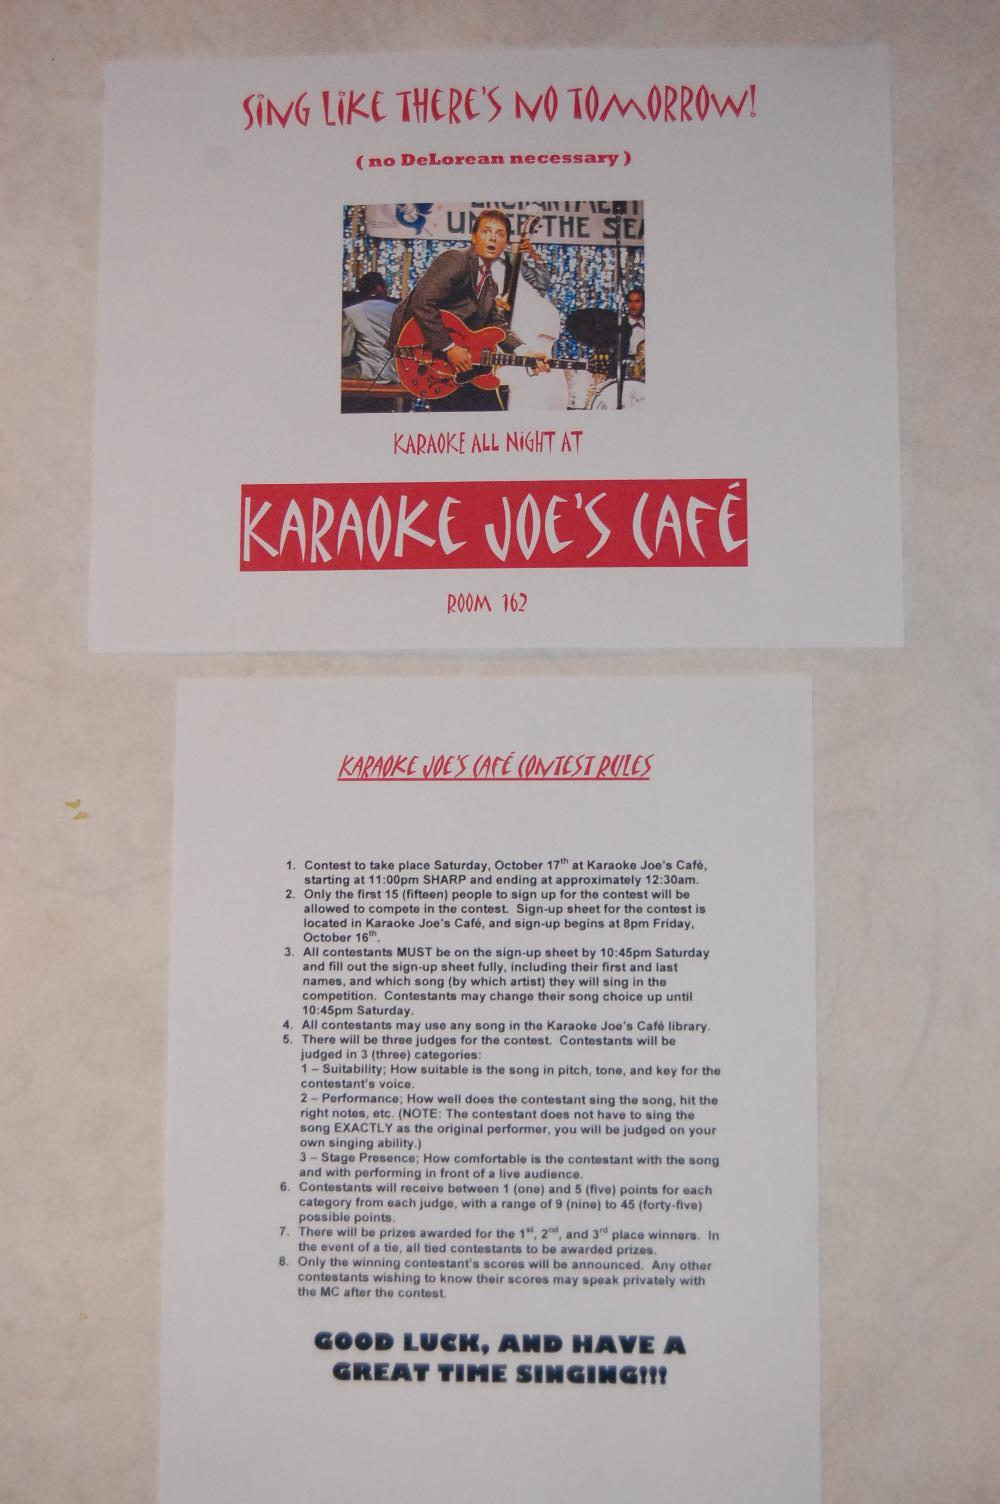 SING LIKE THERE'S NO TOMORROW!
( no DeLorean necessary )
ENCHANTMENT
UNDER THE SEA
KARAOKE ALL NIGHT AT
KARAOKE JOE'S CAFÉ
ROOM 162
KARAOKE JOE'S CAFÉ CONTEST RULES
1. Contest to take place Saturday, October 17th at Karaoke Joe's Café,
starting at 11:00pm SHARP and ending at approximately 12:30am.
2. Only the first 15 (fifteen) people to sign up for the contest will be
allowed to compete in the contest. Sign-up sheet for the contest is
located in Karaoke Joe's Café, and sign-up begins at 8pm Friday,
October 16th.
3. All contestants MUST be on the sign-up sheet by 10:45pm Saturday
and fill out the sign-up sheet fully, including their first and last
names, and which song (by which artist) they will sing in the
competition. Contestants may change their song choice up until
10:45pm Saturday.
4. All contestants may use any song in the Karaoke Joe's Café library.
5. There will be three judges for the contest. Contestants will be
judged in 3 (three) categories:
1 – Suitability; How suitable is the song in pitch, tone, and key for the
contestant's voice.
2 – Performance; How well does the contestant sing the song, hit the
right notes, etc. (NOTE: The contestant does not have to sing the
song EXACTLY as the original performer, you will be judged on your
own singing ability.)
3 – Stage Presence; How comfortable is the contestant with the song
and with performing in front of a live audience.
6. Contestants will receive between 1 (one) and 5 (five) points for each
category from each judge, with a range of 9 (nine) to 45 (forty-five)
possible points.
7. There will be prizes awarded for the 1st, 2nd, and 3rd place winners. In
the event of a tie, all tied contestants to be awarded prizes.
8. Only the winning contestant's scores will be announced. Any other
contestants wishing to know their scores may speak privately with
the MC after the contest.
GOOD LUCK, AND HAVE A
GREAT TIME SINGING!!!